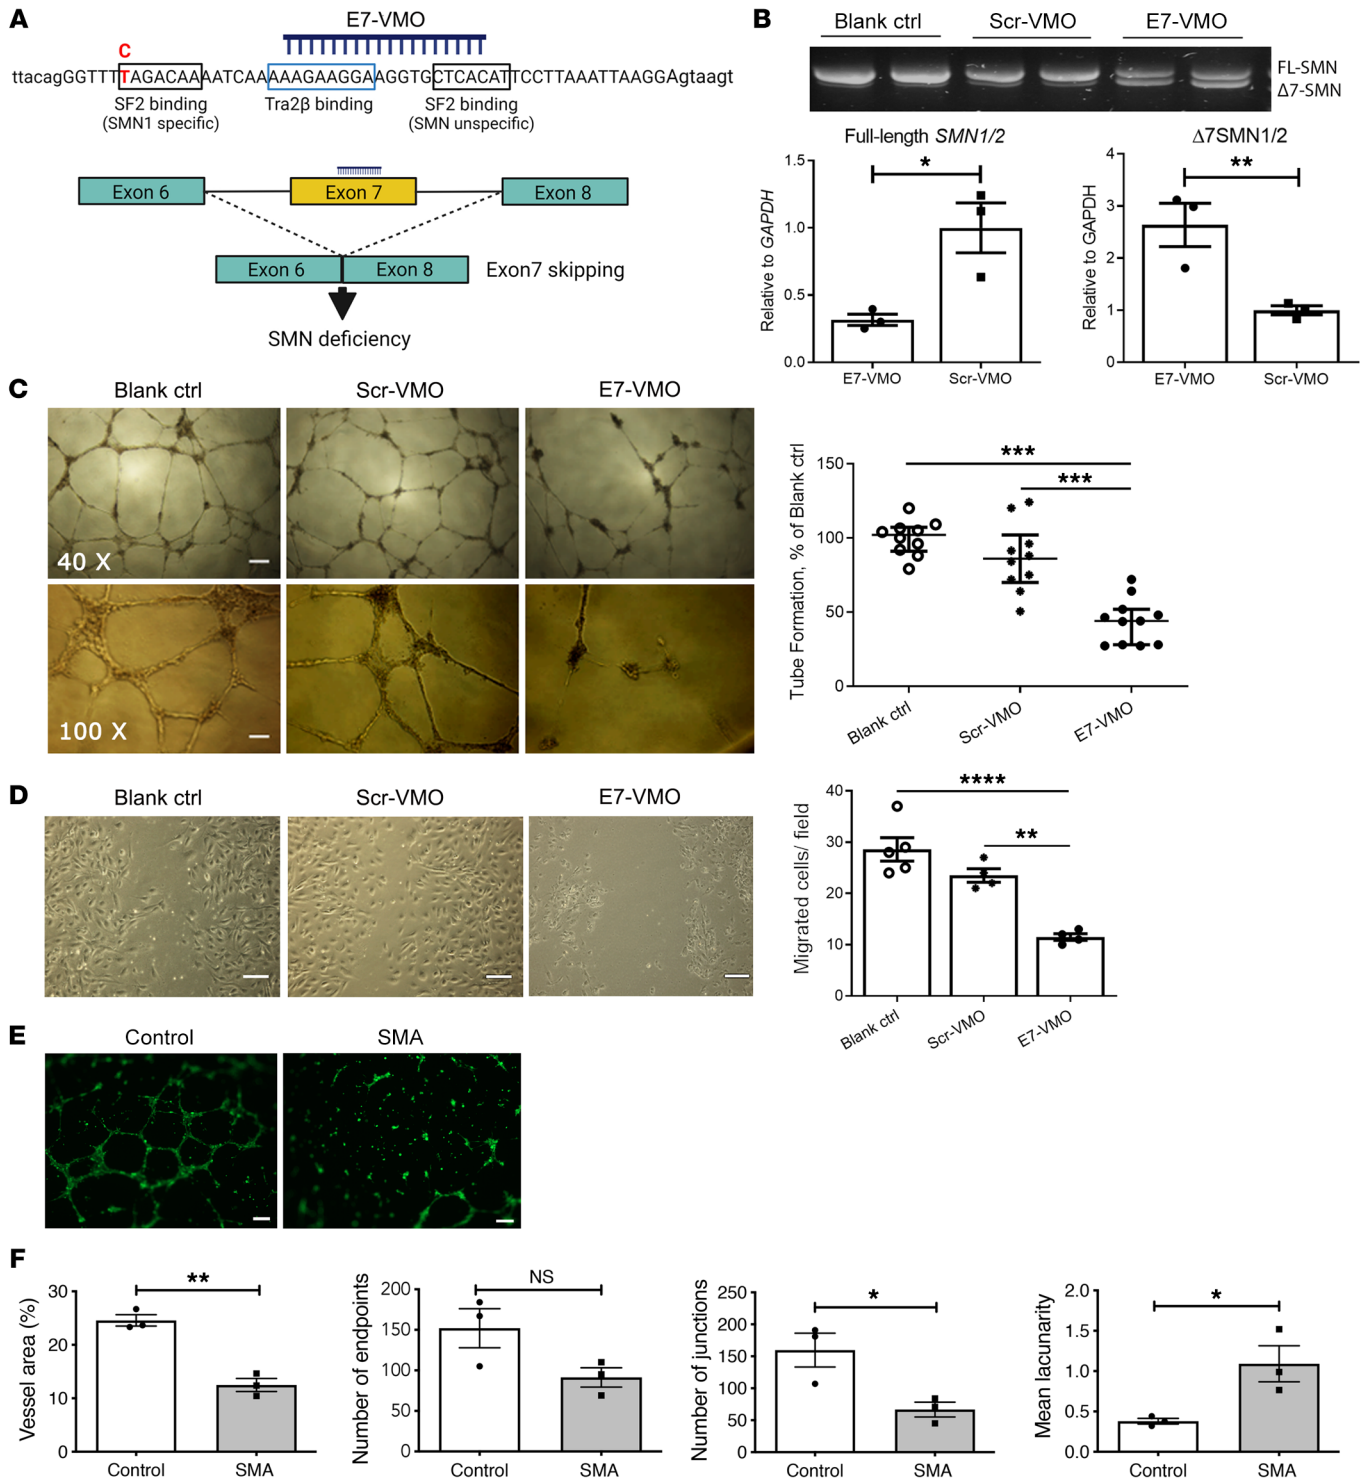 A
E7-VMO
C
ttacagGGTTTTAGACAAAATCAAAAAGAAGGAAGGTGCTCACATTCCTTAAATTAAGGAgtaagt
SF2 binding
(SMN1 specific)
Tra2β binding
SF2 binding
(SMN unspecific)
Exon 6
Exon 7
Exon 8
Exon 6
Exon 8
Exon7 skipping
SMN deficiency
B
Blank ctrl
Scr-VMO
E7-VMO
FL-SMN
Δ7-SMN
Full-length SMN1/2
*
Relative to GAPDH
1.5
1.0
0.5
0.0
E7-VMO
Scr-VMO
Δ7SMN1/2
**
Relative to GAPDH
4
3
2
1
0
E7-VMO
Scr-VMO
C
Blank ctrl
Scr-VMO
E7-VMO
40 X
100 X
***
***
Tube Formation, % of Blank ctrl
150
100
50
0
Blank ctrl
Scr-VMO
E7-VMO
D
Blank ctrl
Scr-VMO
E7-VMO
****
**
Migrated cells/ field
40
30
20
10
0
Blank ctrl
Scr-VMO
E7-VMO
E
Control
SMA
F
**
Vessel area (%)
30
20
10
0
Control
SMA
NS
Number of endpoints
200
150
100
50
0
Control
SMA
*
Number of junctions
250
200
150
100
50
0
Control
SMA
*
Mean lacunarity
2.0
1.5
1.0
0.5
0.0
Control
SMA